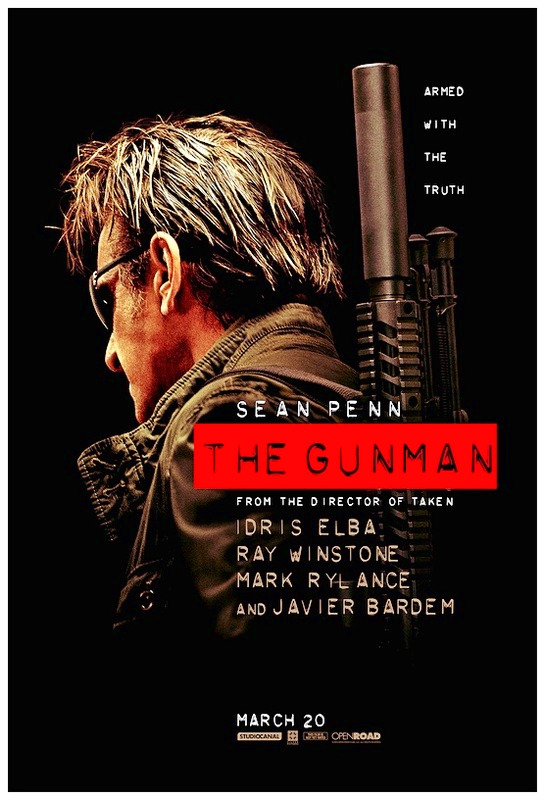 ARMED
WITH
THE
TRUTH
SEAN PENN
THE GUNMAN
FROM THE DIRECTOR OF TAKEN
IDRIS ELBA
RAY WINSTONE
MARK RYLANCE
AND JAVIER BARDEM
MARCH 20
STUDIOCANAL
OPEN ROAD